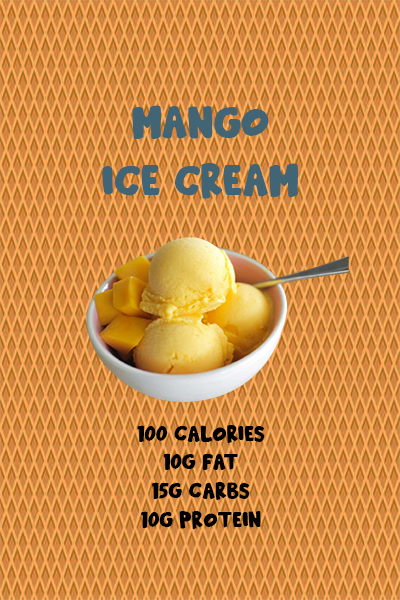 MANGO
ICE CREAM
100 CALORIES
10G FAT
15G CARBS
10G PROTEIN